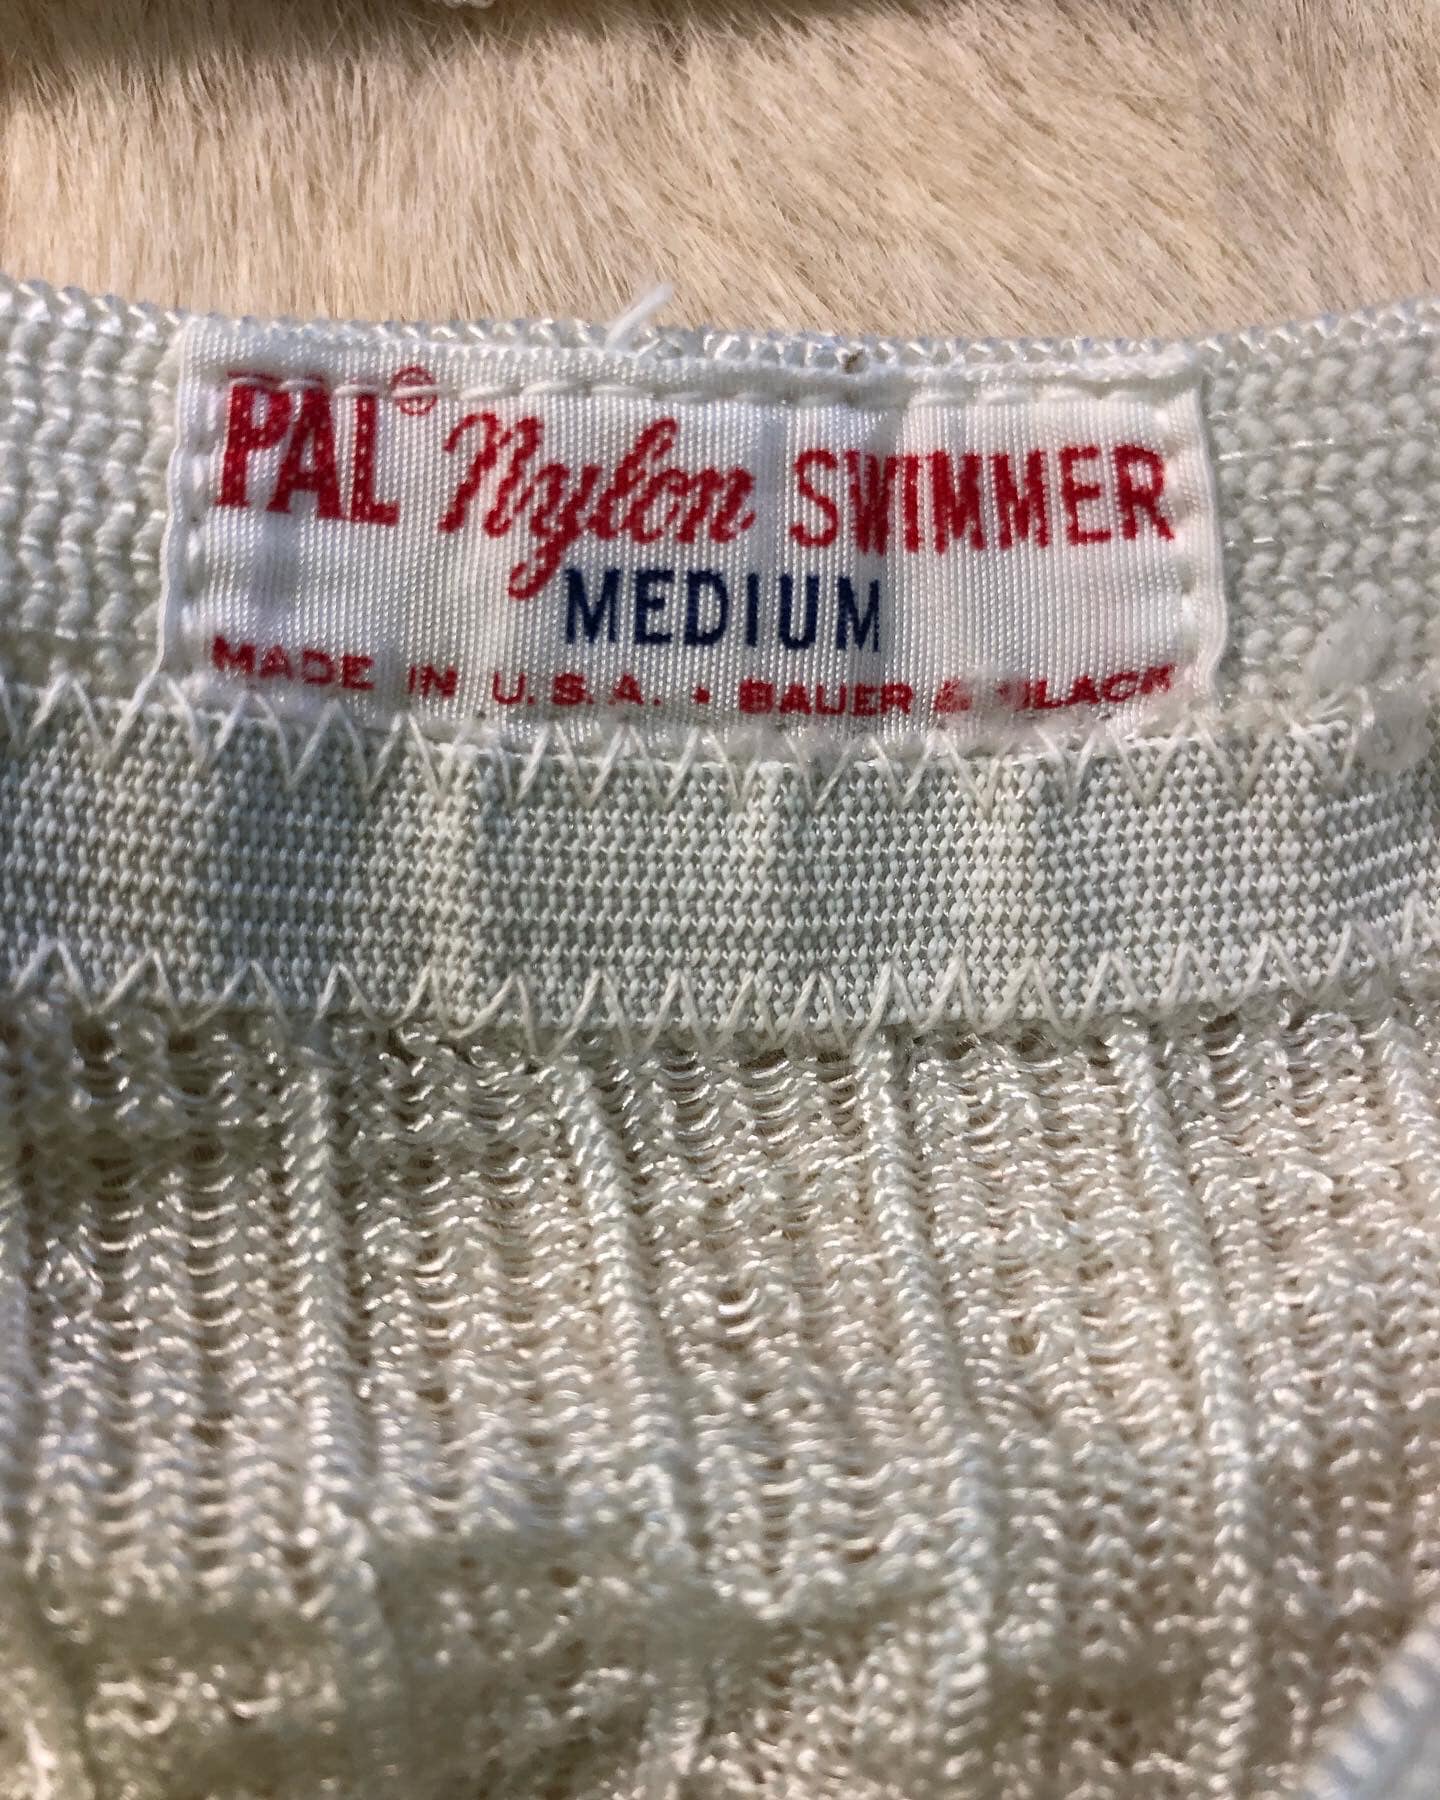 PAL® Nylon SWIMMER
MEDIUM
MADE IN U.S.A. • BAUER & BLACK